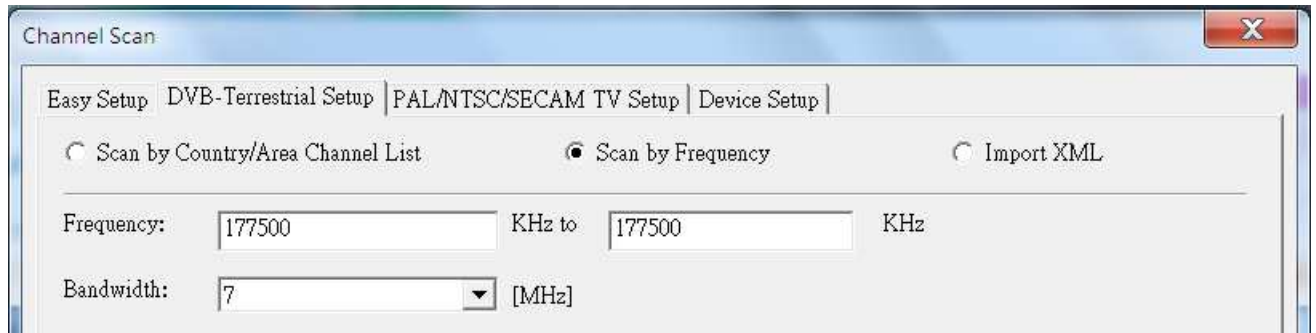 Channel Scan
Easy Setup DVB-Terrestrial Setup PAL/NTSC/SECAM TV Setup Device Setup
Scan by Country/Area Channel List Scan by Frequency Import XML
Frequency: 177500 KHz to 177500 KHz
Bandwidth: 7 [MHz]